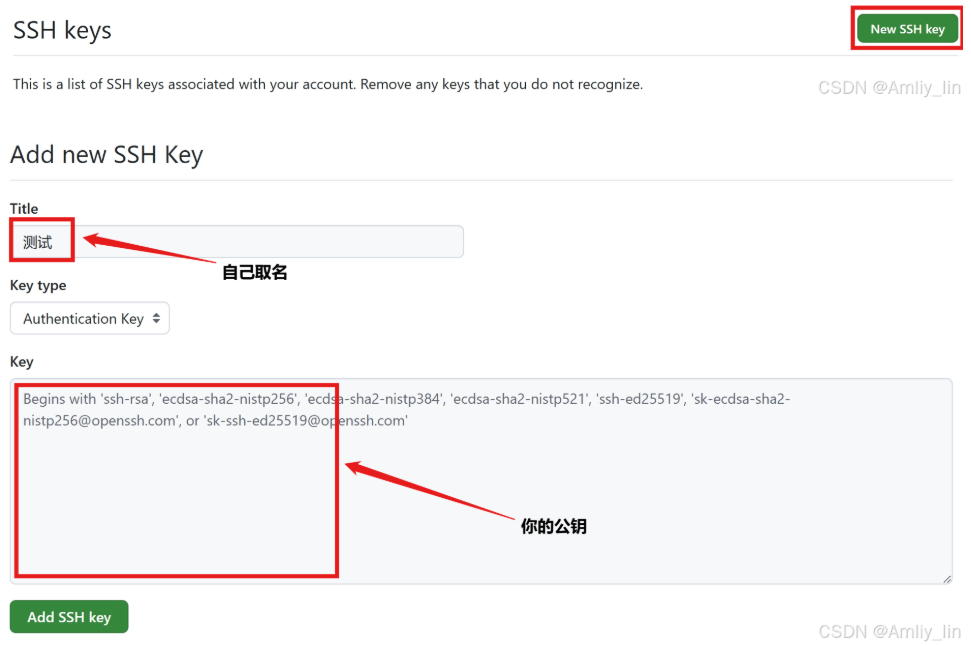 SSH keys
New SSH key
This is a list of SSH keys associated with your account. Remove any keys that you do not recognize.
CSDN @Amliy_lin
Add new SSH Key
Title
测试
自己取名
Key type
Authentication Key
Key
Begins with 'ssh-rsa', 'ecdsa-sha2-nistp256', 'ecdsa-sha2-nistp384', 'ecdsa-sha2-nistp521', 'ssh-ed25519', 'sk-ecdsa-sha2-
nistp256@openssh.com', or 'sk-ssh-ed25519@openssh.com'
你的公钥
Add SSH key
CSDN @Amliy_lin